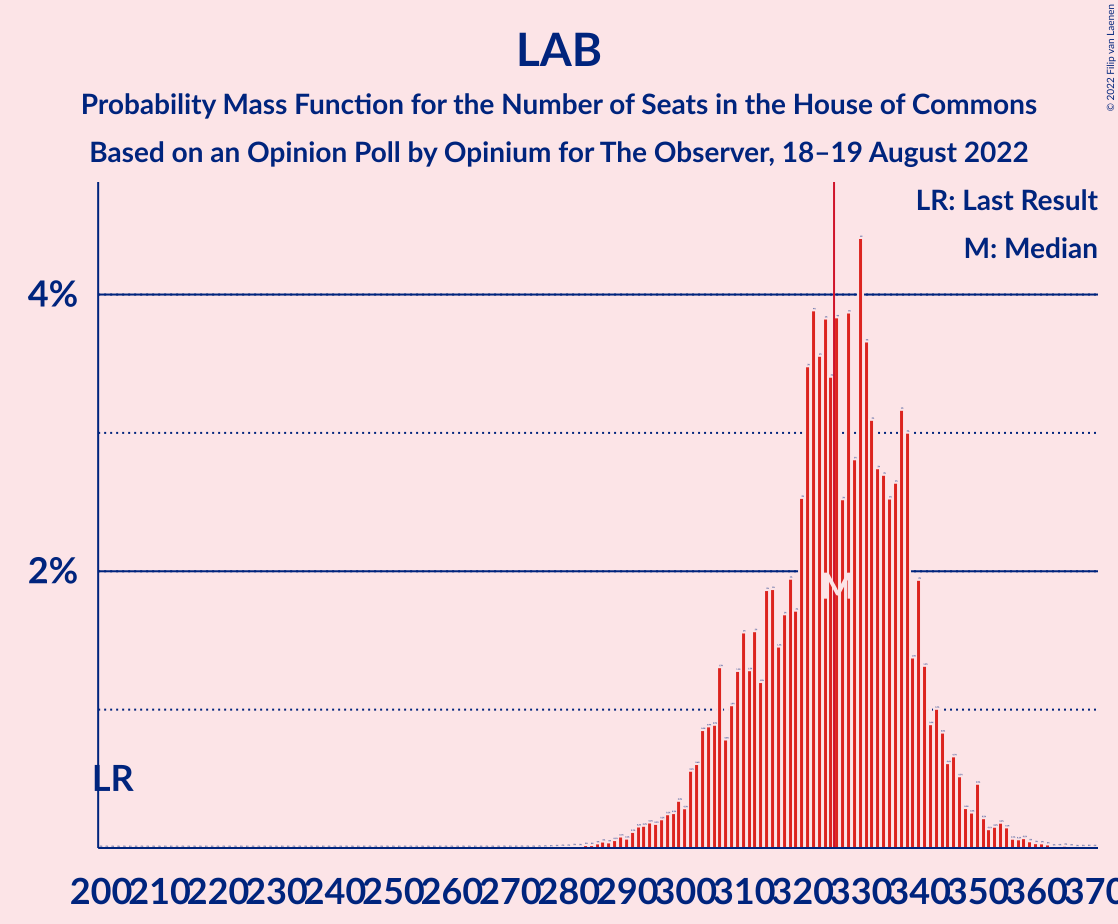 LAB
Probability Mass Function for the Number of Seats in the House of Commons
Based on an Opinion Poll by Opinium for The Observer, 18–19 August 2022
© 2022 Filip van Laenen
LR: Last Result
M: Median
4%
2%
M
LR
200 210 220 230 240 250 260 270 280 290 300 310 320 330 340 350 360 370